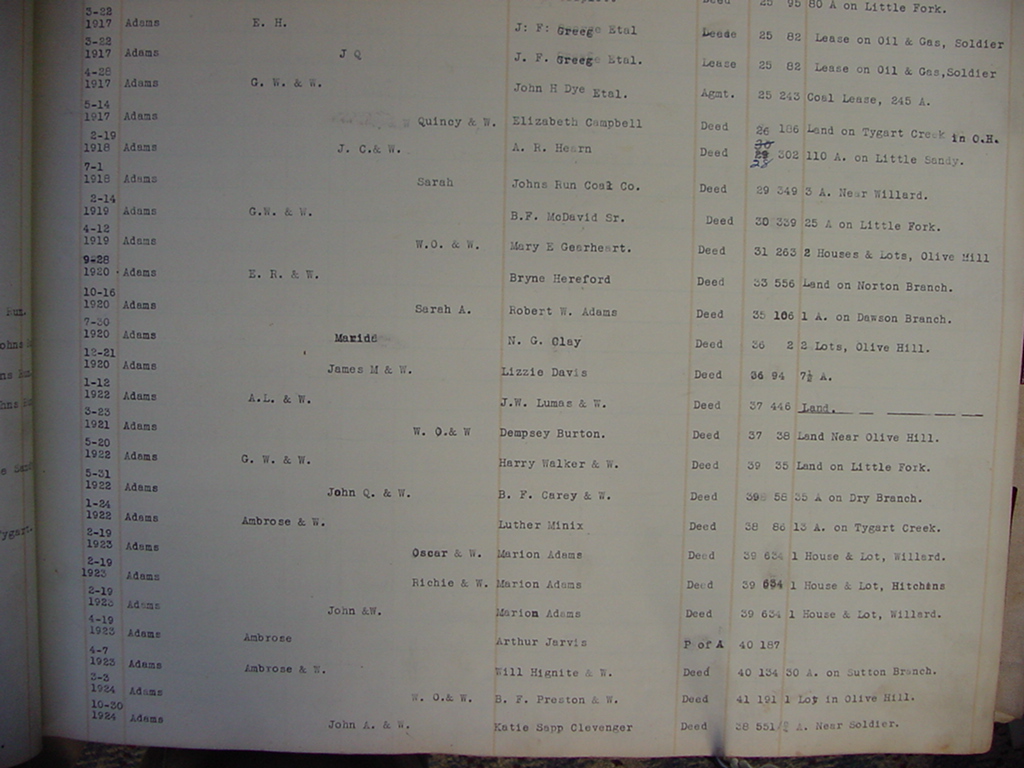 Deed 25 95 80 A on Little Fork.
3-22
1917 Adams E. H. J: F: Greeg Etal Lease 25 82 Lease on Oil & Gas, Soldier
3-22
1917 Adams J Q J. F. Greeg Etal. Lease 25 82 Lease on Oil & Gas,Soldier
4-28
1917 Adams G. W. & W. John H Dye Etal. Agmt. 25 243 Coal Lease, 245 A.
5-14
1917 Adams Quincy & W. Elizabeth Campbell Deed 26 186 Land on Tygart Creek in O.H.
2-19
1918 Adams J. C.& W. A. R. Hearn Deed 302 110 A. on Little Sandy.
7-1
1918 Adams Sarah Johns Run Coal Co. Deed 29 349 3 A. Near Willard.
2-14
1919 Adams G.W. & W. B.F. McDavid Sr. Deed 30 339 25 A on Little Fork.
4-12
1919 Adams W.O. & W. Mary E Gearheart. Deed 31 263 2 Houses & Lots, Olive Hill
9-28
1920 Adams E. R. & W. Bryne Hereford Deed 33 556 Land on Norton Branch.
10-16
1920 Adams Sarah A. Robert W. Adams Deed 35 106 1 A. on Dawson Branch.
7-30
1920 Adams N. G. Clay Deed 36 2 2 Lots, Olive Hill.
12-21
1920 Adams James M & W. Lizzie Davis Deed 36 94 7½ A.
1-12
1922 Adams A.L. & W. J.W. Lumas & W. Deed 37 446 Land.
3-23
1921 Adams W. O.& W Dempsey Burton. Deed 37 38 Land Near Olive Hill.
5-20
1922 Adams G. W. & W. Harry Walker & W. Deed 39 35 Land on Little Fork.
5-31
1922 Adams John Q. & W. B. F. Carey & W. Deed 39 58 35 A on Dry Branch.
1-24
1922 Adams Ambrose & W. Luther Minix Deed 38 86 13 A. on Tygart Creek.
2-19
1923 Adams Oscar & W. Marion Adams Deed 39 634 1 House & Lot, Willard.
2-19
1923 Adams Richie & W. Marion Adams Deed 39 634 1 House & Lot, Hitchins
2-19
1923 Adams John &W. Marion Adams Deed 39 634 1 House & Lot, Willard.
4-19
1923 Adams Ambrose Arthur Jarvis P of A 40 187
4-7
1923 Adams Ambrose & W. Will Hignite & W. Deed 40 134 30 A. on Sutton Branch.
3-3
1924 Adams W. O.& W. B. F. Preston & W. Deed 41 191 1 Loy in Olive Hill.
10-30
1924 Adams John A. & W. Katie Sapp Clevenger Deed 38 551 A. Near Soldier.